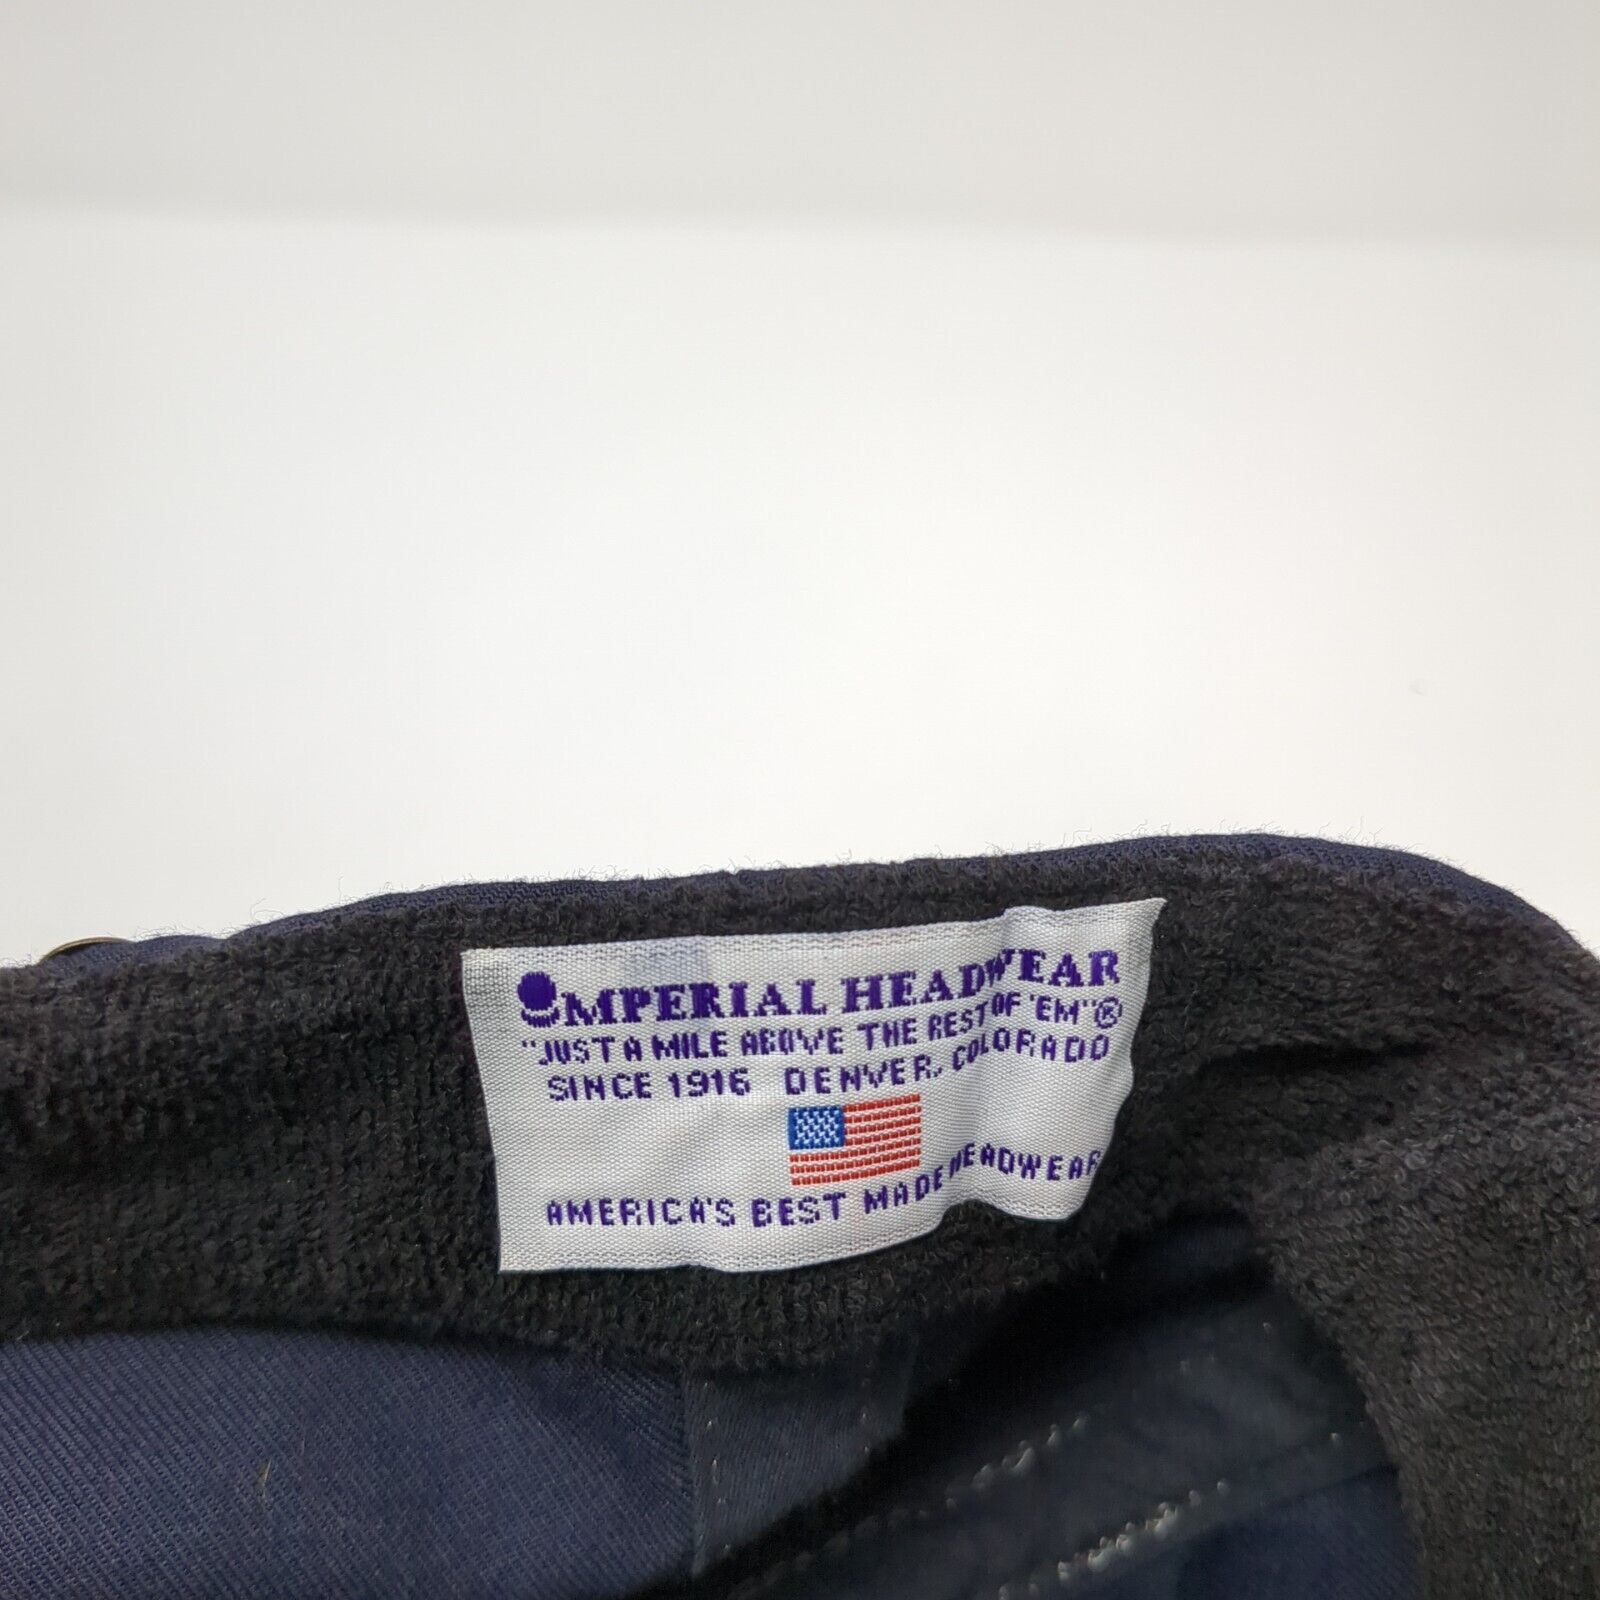 IMPERIAL HEADWEAR
"JUST A MILE ABOVE THE REST OF 'EM"®
SINCE 1916 DENVER, COLORADO
AMERICA'S BEST MADE HEADWEAR